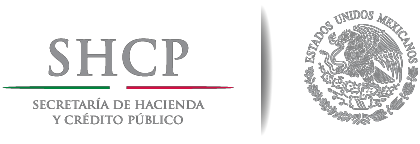 SHCP
SECRETARÍA DE HACIENDA
Y CRÉDITO PÚBLICO
ESTADOS UNIDOS MEXICANOS